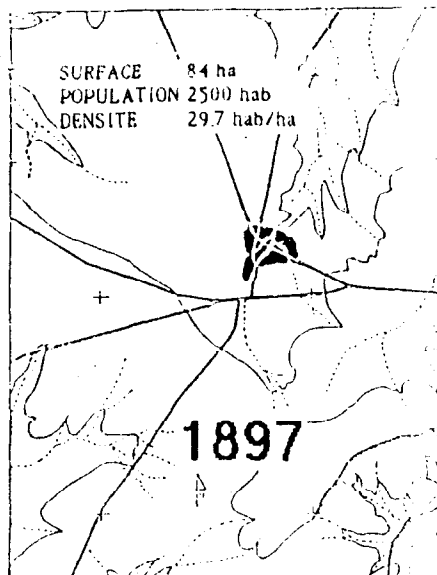 SURFACE 84 ha
POPULATION 2500 hab
DENSITE 29.7 hab/ha
1897